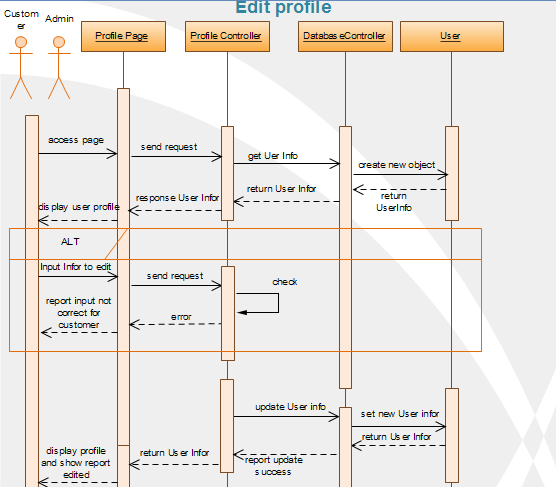 Edit profile
Custom
er
Admin
Profile Page
Profile Controller
DatabaseController
User
access page
send request
get Uer Info
create new object
return
UserInfo
return User Infor
response User Infor
display user profile
ALT
Input Infor to edit
send request
check
error
report input not
correct for
customer
update User info
set new User infor
return User Infor
report update
success
return User Infor
display profile
and show report
edited